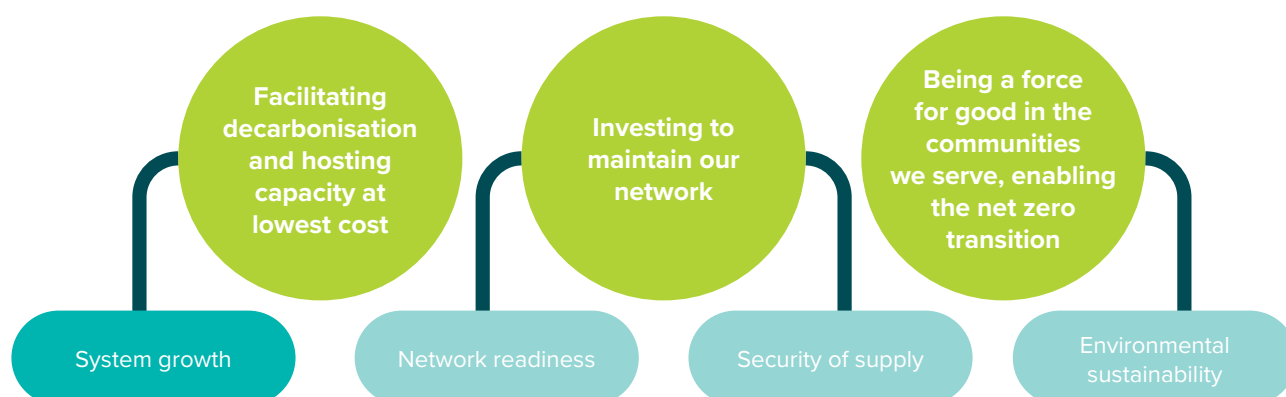 Facilitating
decarbonisation
and hosting
capacity at
lowest cost
Investing to
maintain our
network
Being a force
for good in the
communities
we serve, enabling
the net zero
transition
System growth
Network readiness
Security of supply
Environmental
sustainability